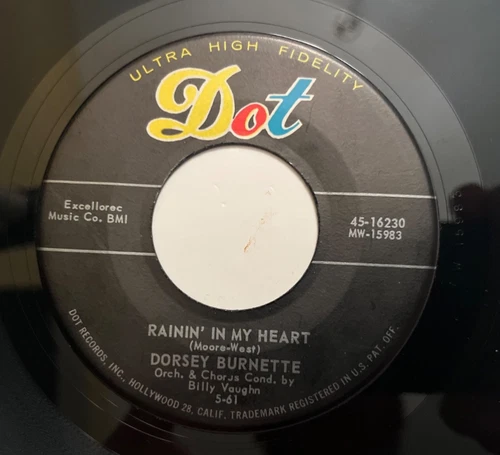 ULTRA HIGH FIDELITY
Dot
Excellorec
Music Co. BMI
45-16230
MW-15983
RAININ' IN MY HEART
(Moore-West)
DORSEY BURNETTE
Orch. & Chorus Cond. by
Billy Vaughn
5-61
DOT RECORDS, INC., HOLLYWOOD 28, CALIF. TRADEMARK REGISTERED IN U.S. PAT. OFF.